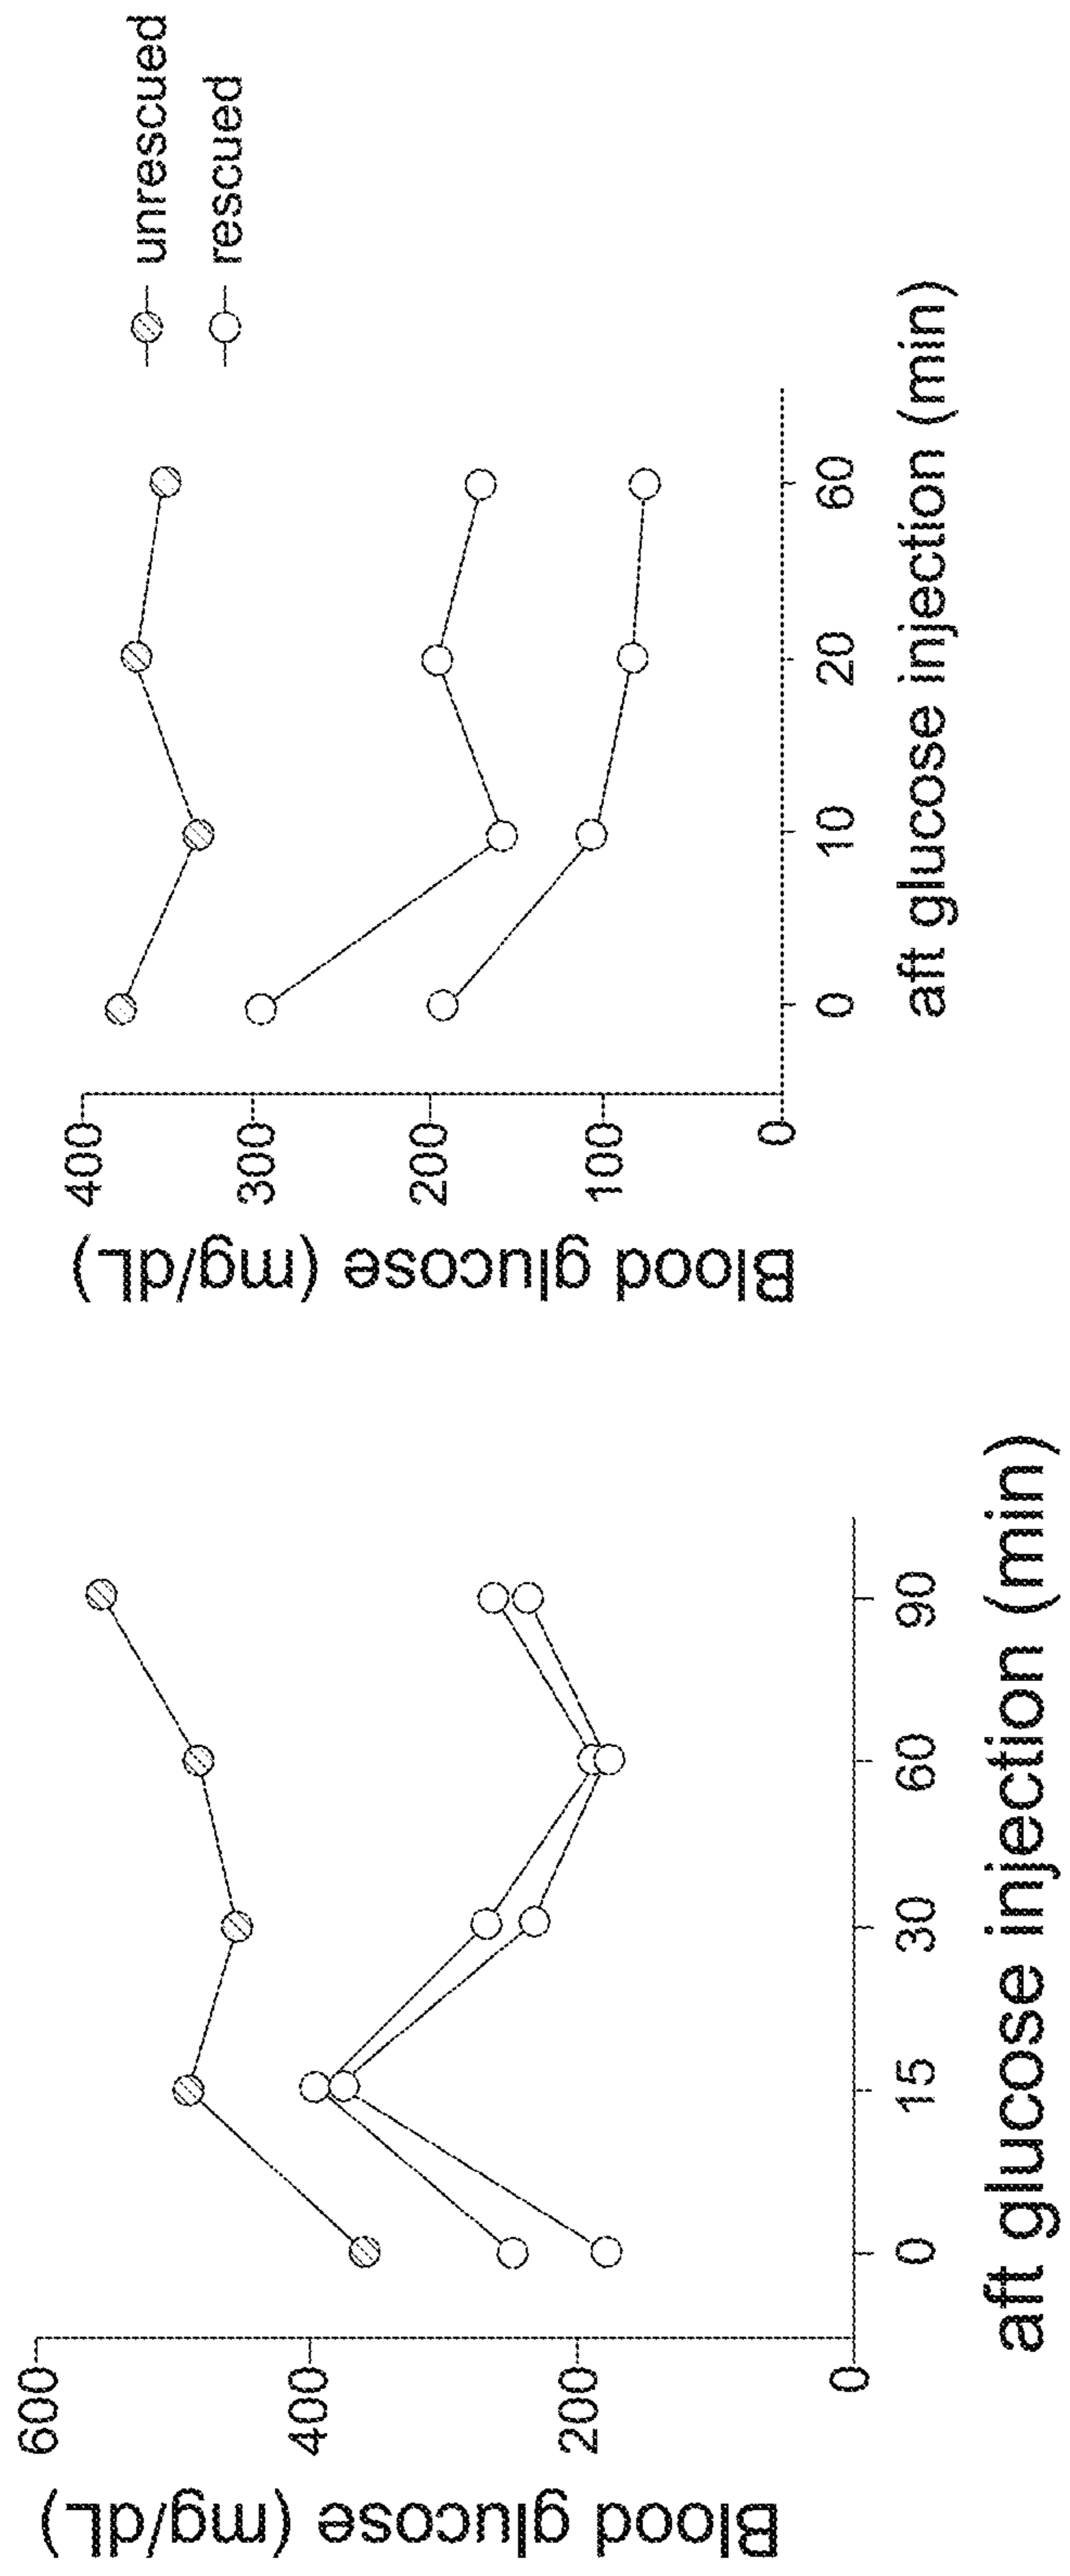 Blood glucose (mg/dL)
600
400
200
0
0 15 30 60 90
aft glucose injection (min)
Blood glucose (mg/dL)
400
300
200
100
0
0 10 20 60
aft glucose injection (min)
unrescued
rescued